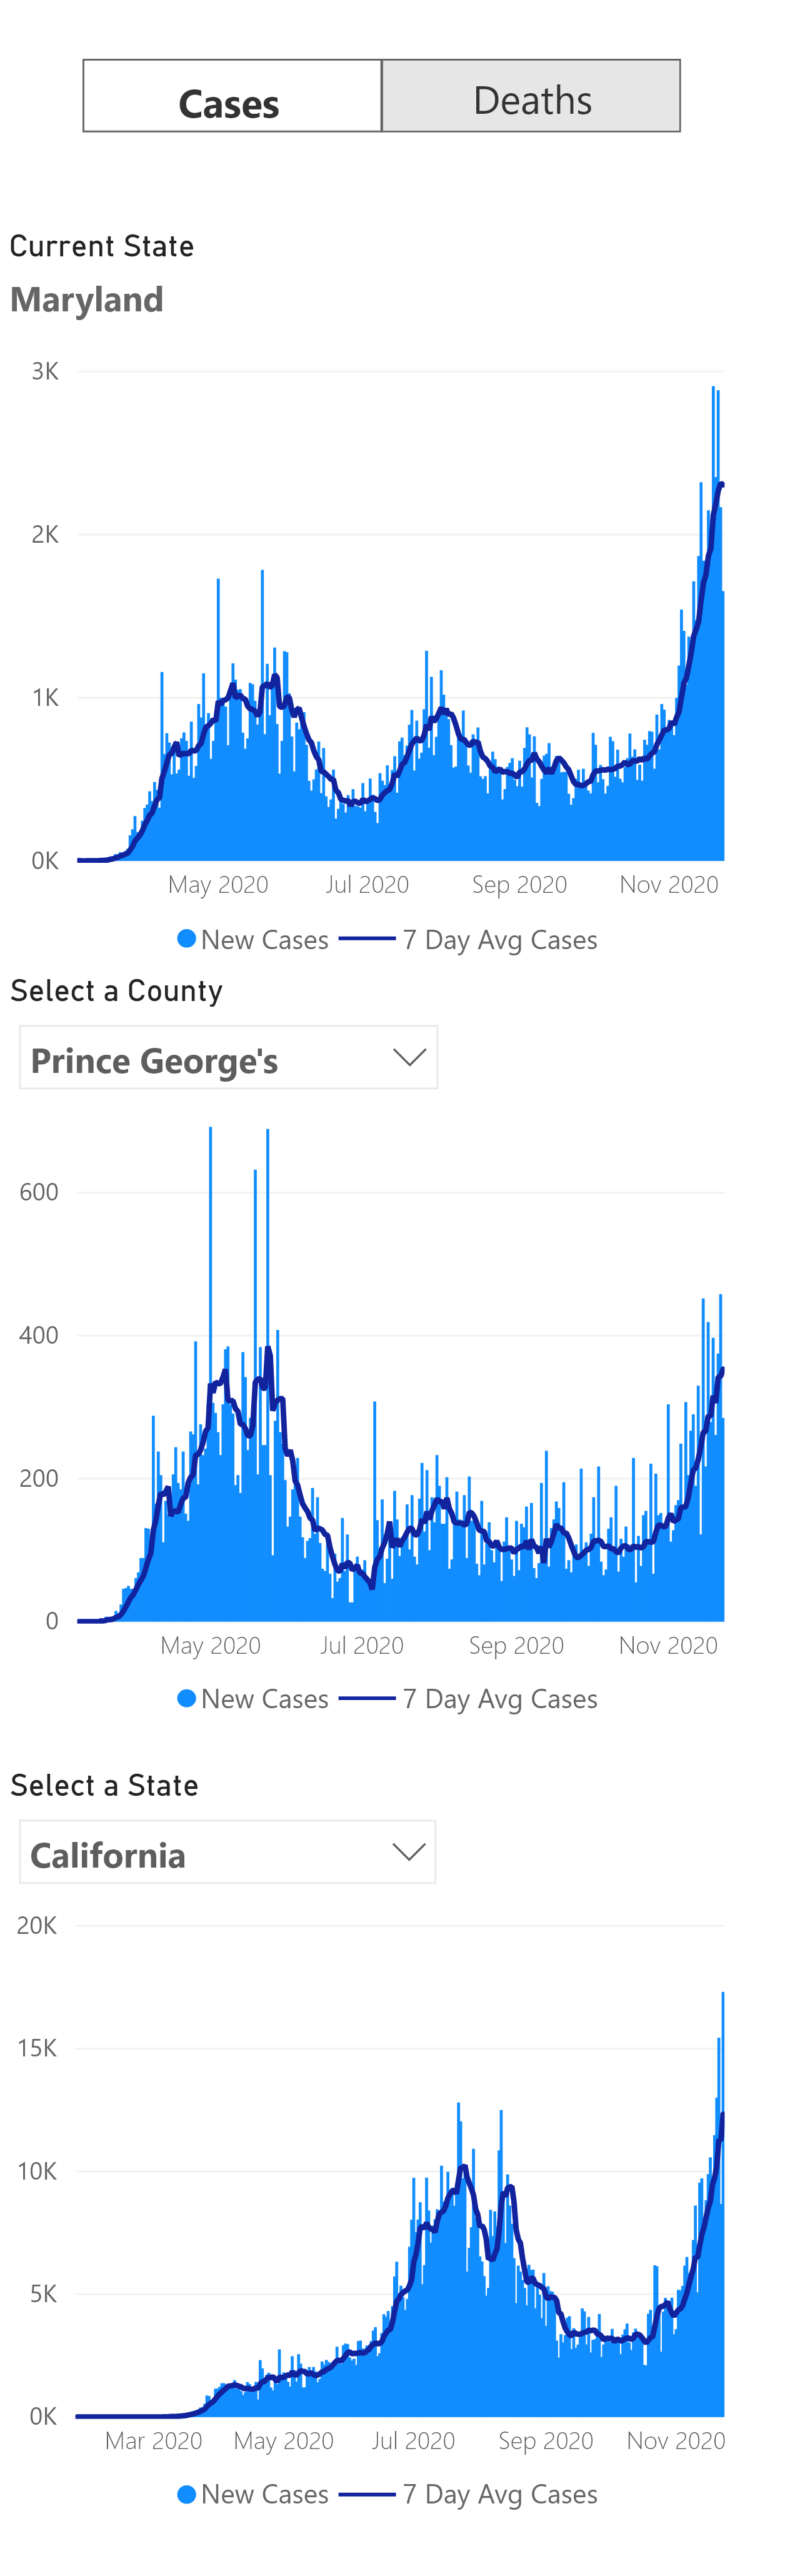 Cases Deaths
Current State
Maryland
3K
2K
1K
0K
May 2020 Jul 2020 Sep 2020 Nov 2020
New Cases 7 Day Avg Cases
Select a County
Prince George's
600
400
200
0
May 2020 Jul 2020 Sep 2020 Nov 2020
New Cases 7 Day Avg Cases
Select a State
California
20K
15K
10K
5K
0K
Mar 2020 May 2020 Jul 2020 Sep 2020 Nov 2020
New Cases 7 Day Avg Cases